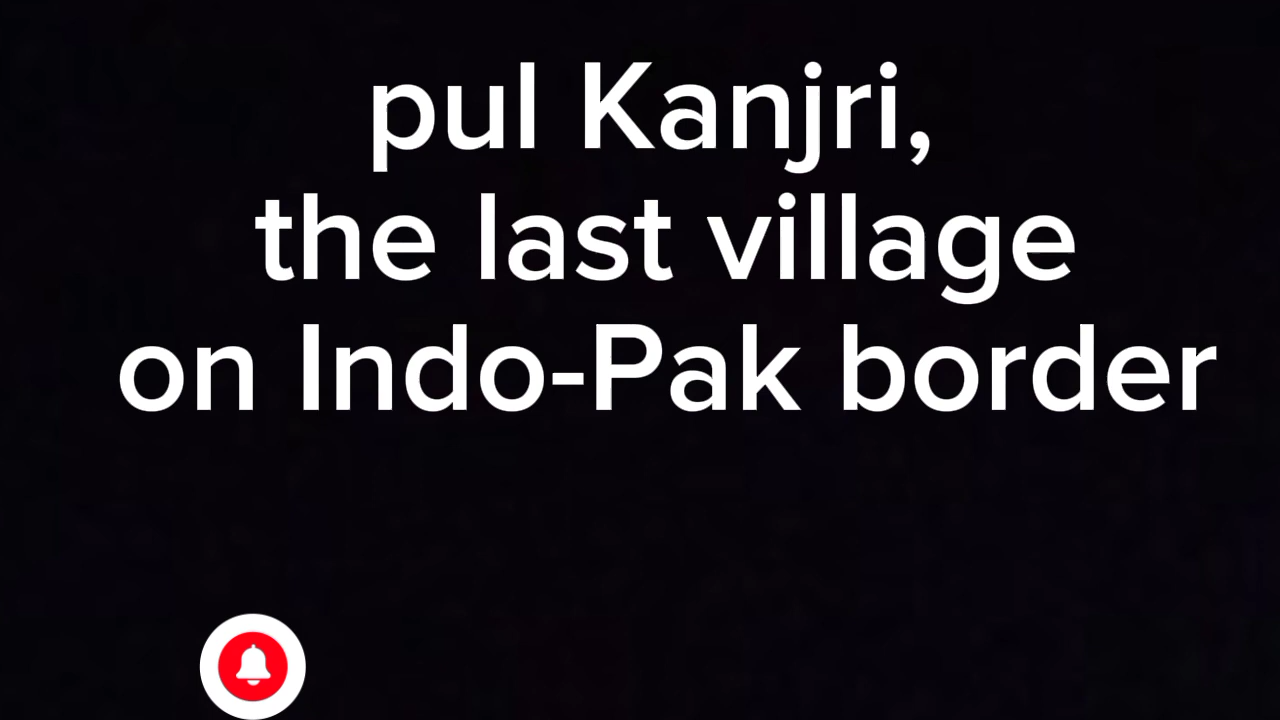 pul Kanjri,
the last village
on Indo-Pak border